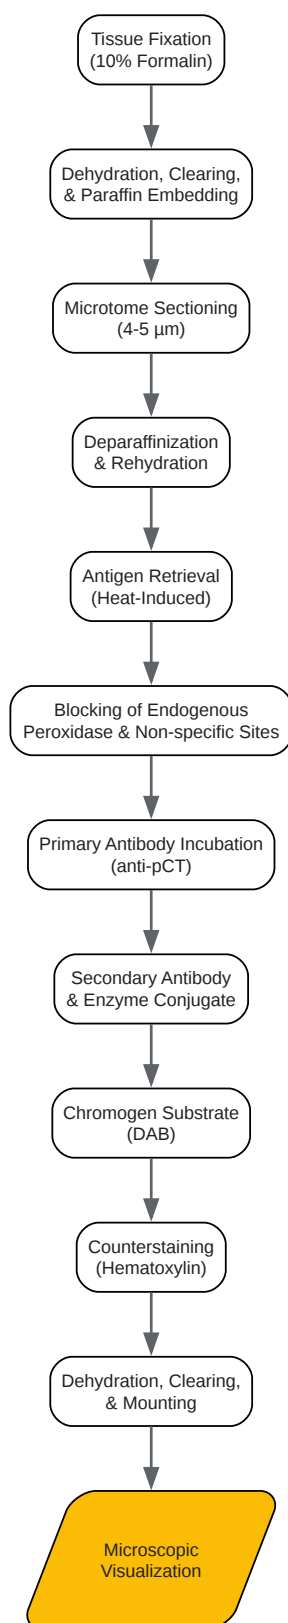 Tissue Fixation
(10% Formalin)
Dehydration, Clearing,
& Paraffin Embedding
Microtome Sectioning
(4-5 µm)
Deparaffinization
& Rehydration
Antigen Retrieval
(Heat-Induced)
Blocking of Endogenous
Peroxidase & Non-specific Sites
Primary Antibody Incubation
(anti-pCT)
Secondary Antibody
& Enzyme Conjugate
Chromogen Substrate
(DAB)
Counterstaining
(Hematoxylin)
Dehydration, Clearing,
& Mounting
Microscopic
Visualization